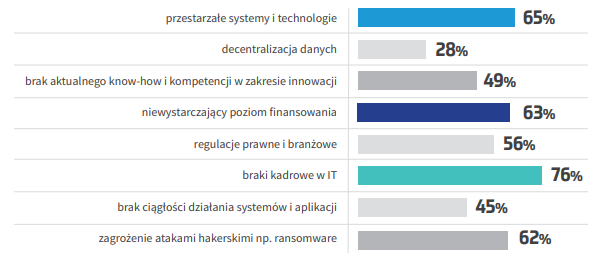 przestarzałe systemy i technologie 65%
decentralizacja danych 28%
brak aktualnego know-how i kompetencji w zakresie innowacji 49%
niewystarczający poziom finansowania 63%
regulacje prawne i branżowe 56%
braki kadrowe w IT 76%
brak ciągłości działania systemów i aplikacji 45%
zagrożenie atakami hakerskimi np. ransomware 62%